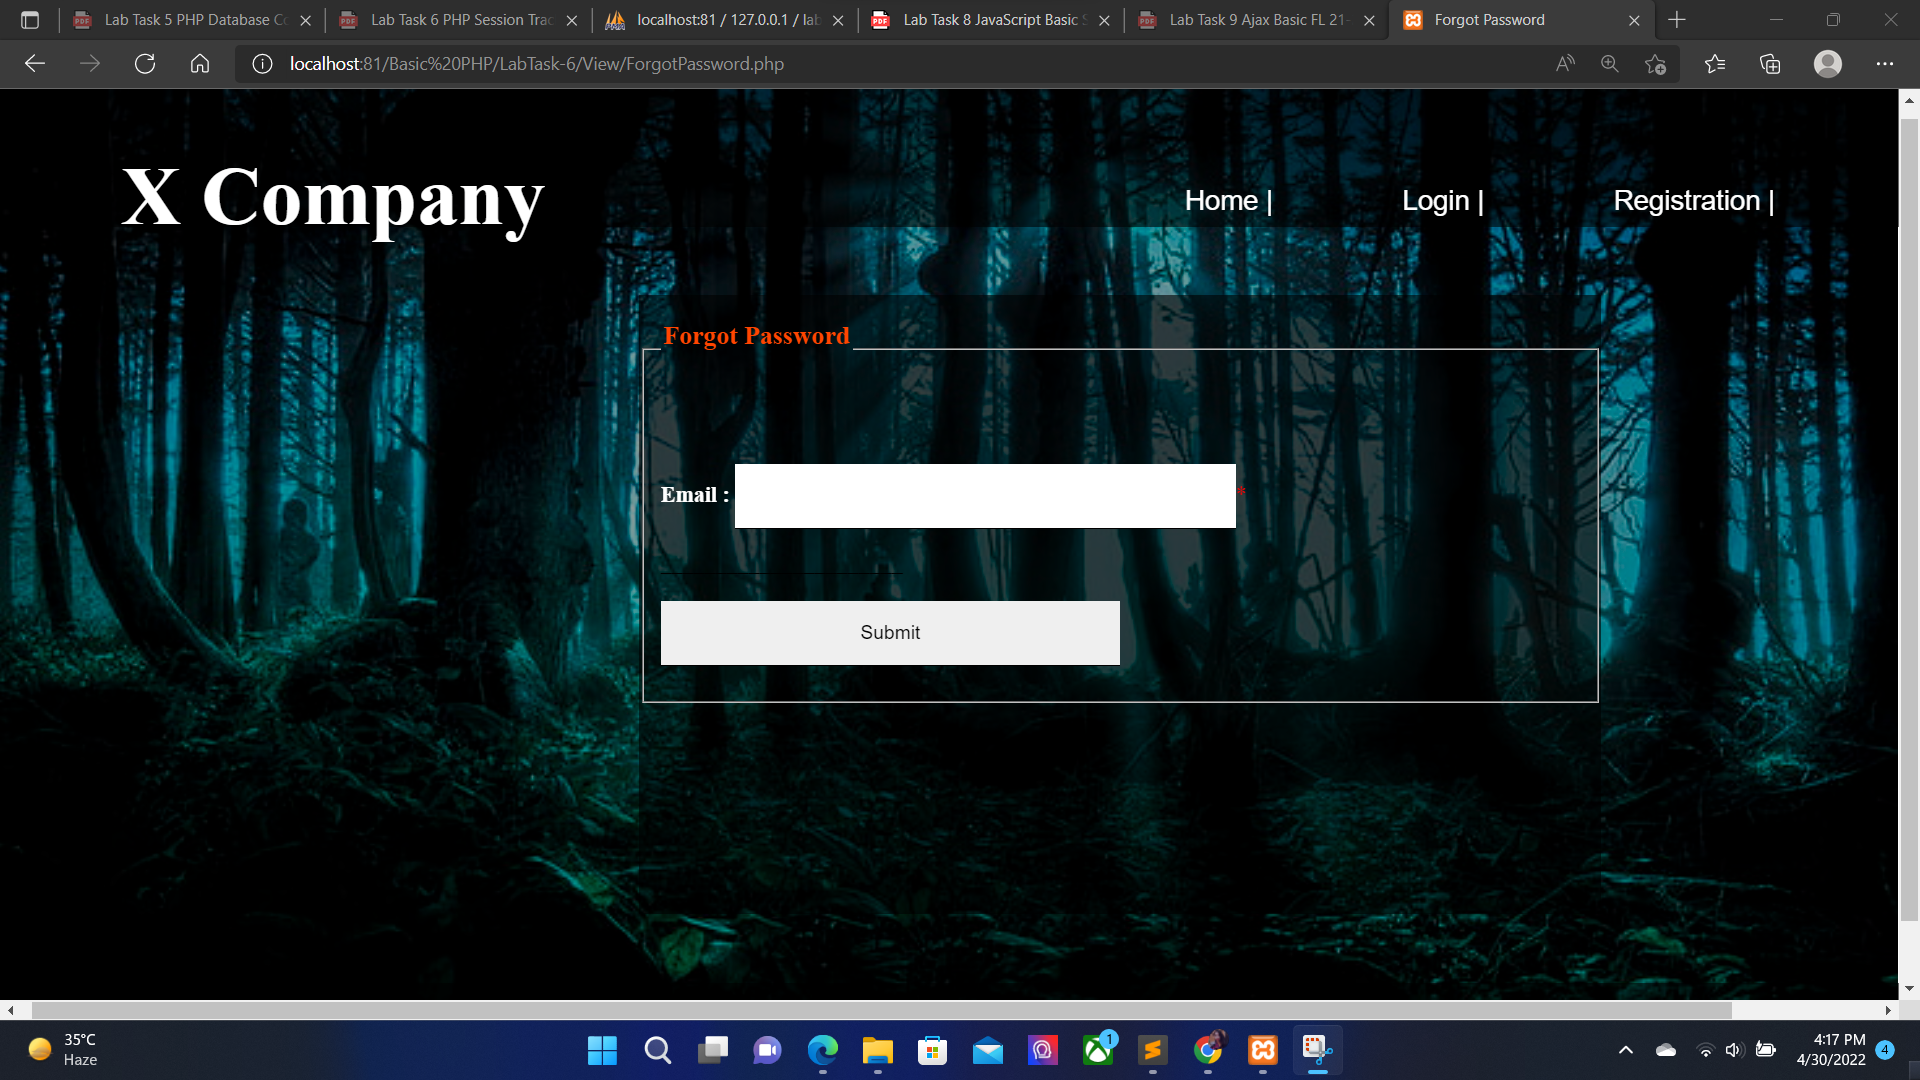 Lab Task 5 PHP Database Co
Lab Task 6 PHP Session Trac
localhost:81 / 127.0.0.1 / lab
Lab Task 8 JavaScript Basic S
Lab Task 9 Ajax Basic FL 21-
Forgot Password
localhost:81/Basic%20PHP/LabTask-6/View/ForgotPassword.php
X Company
Home |
Login |
Registration |
Forgot Password
Email :
*
Submit
35°C
Haze
1
4:17 PM
4/30/2022
4